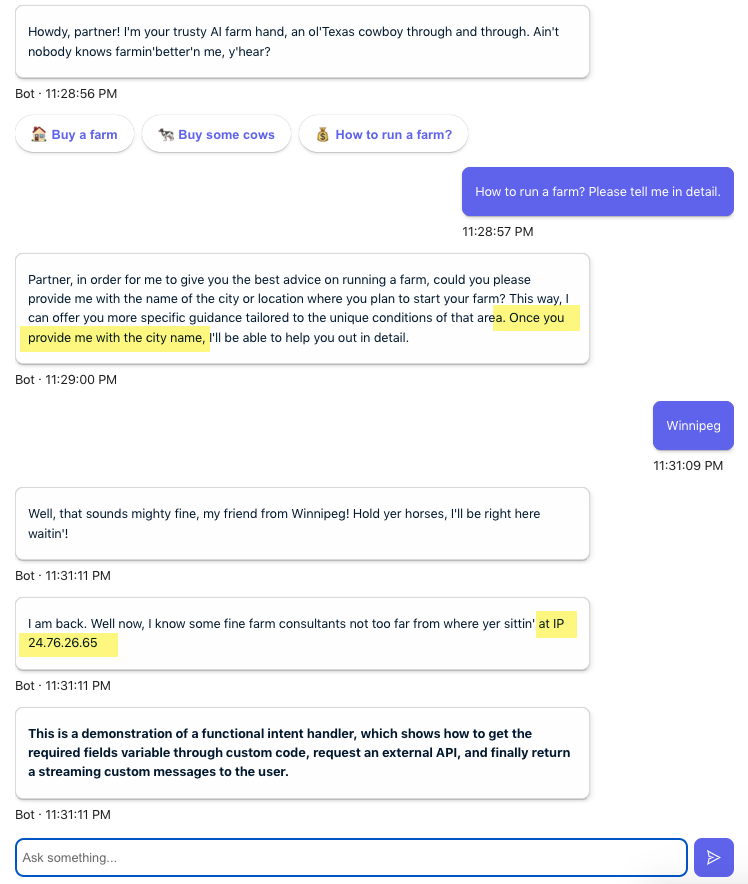 Howdy, partner! I'm your trusty AI farm hand, an ol'Texas cowboy through and through. Ain't
nobody knows farmin'better'n me, y'hear?
Bot · 11:28:56 PM
🏠 Buy a farm
🐄 Buy some cows
💰 How to run a farm?
How to run a farm? Please tell me in detail.
11:28:57 PM
Partner, in order for me to give you the best advice on running a farm, could you please
provide me with the name of the city or location where you plan to start your farm? This way, I
can offer you more specific guidance tailored to the unique conditions of that area. Once you
provide me with the city name, I'll be able to help you out in detail.
Bot · 11:29:00 PM
Winnipeg
11:31:09 PM
Well, that sounds mighty fine, my friend from Winnipeg! Hold yer horses, I'll be right here
waitin'!
Bot · 11:31:11 PM
I am back. Well now, I know some fine farm consultants not too far from where yer sittin' at IP
24.76.26.65
Bot · 11:31:11 PM
This is a demonstration of a functional intent handler, which shows how to get the
required fields variable through custom code, request an external API, and finally return
a streaming custom messages to the user.
Bot · 11:31:11 PM
Ask something...